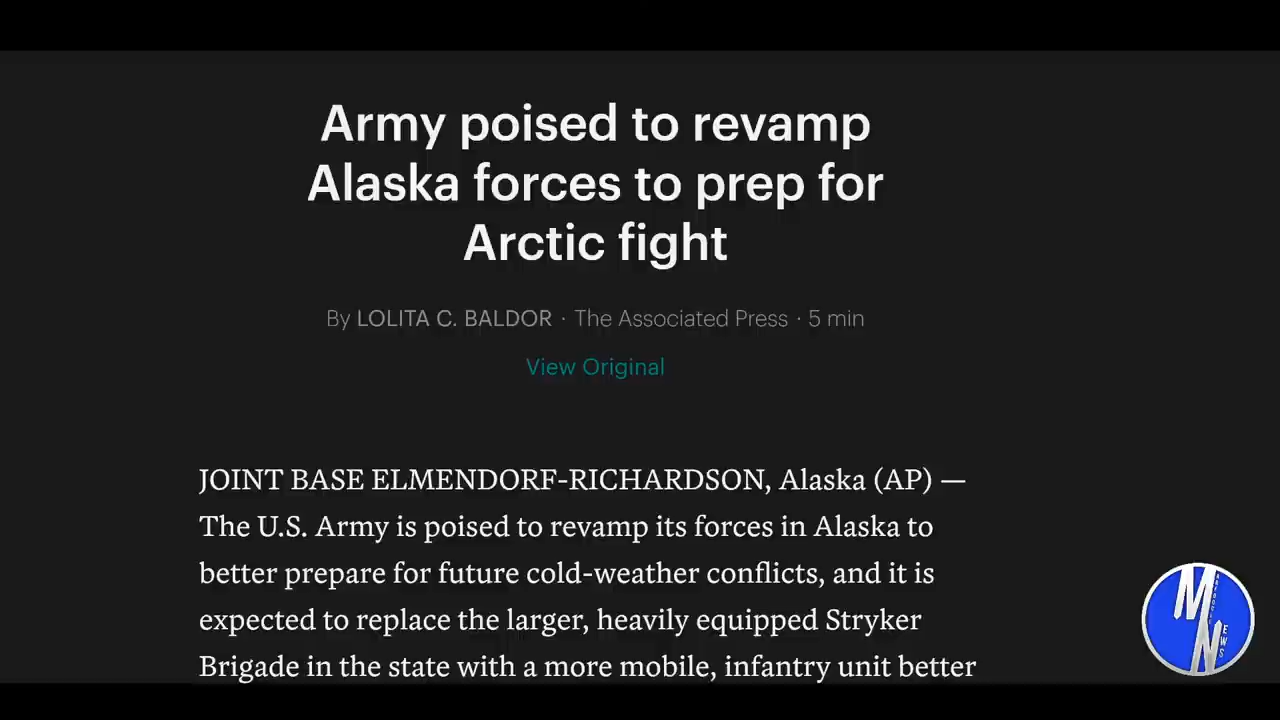 Army poised to revamp
Alaska forces to prep for
Arctic fight
By LOLITA C. BALDOR · The Associated Press · 5 min
View Original
JOINT BASE ELMENDORF-RICHARDSON, Alaska (AP) —
The U.S. Army is poised to revamp its forces in Alaska to
better prepare for future cold-weather conflicts, and it is
expected to replace the larger, heavily equipped Stryker
Brigade in the state with a more mobile, infantry unit better
M
N
EWS